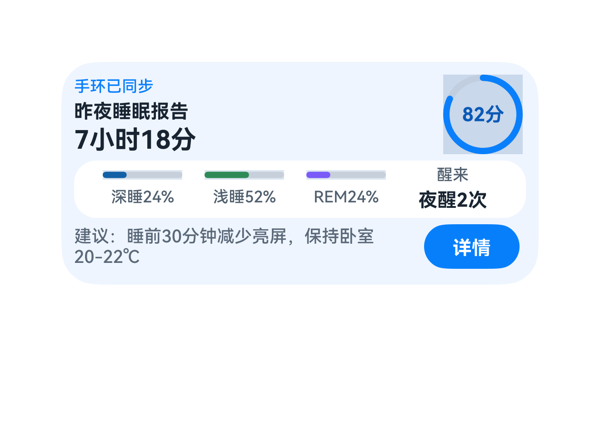 手环已同步
昨夜睡眠报告
7小时18分
82分
深睡24%
浅睡52%
REM24%
醒来
夜醒2次
建议：睡前30分钟减少亮屏，保持卧室
20-22℃
详情